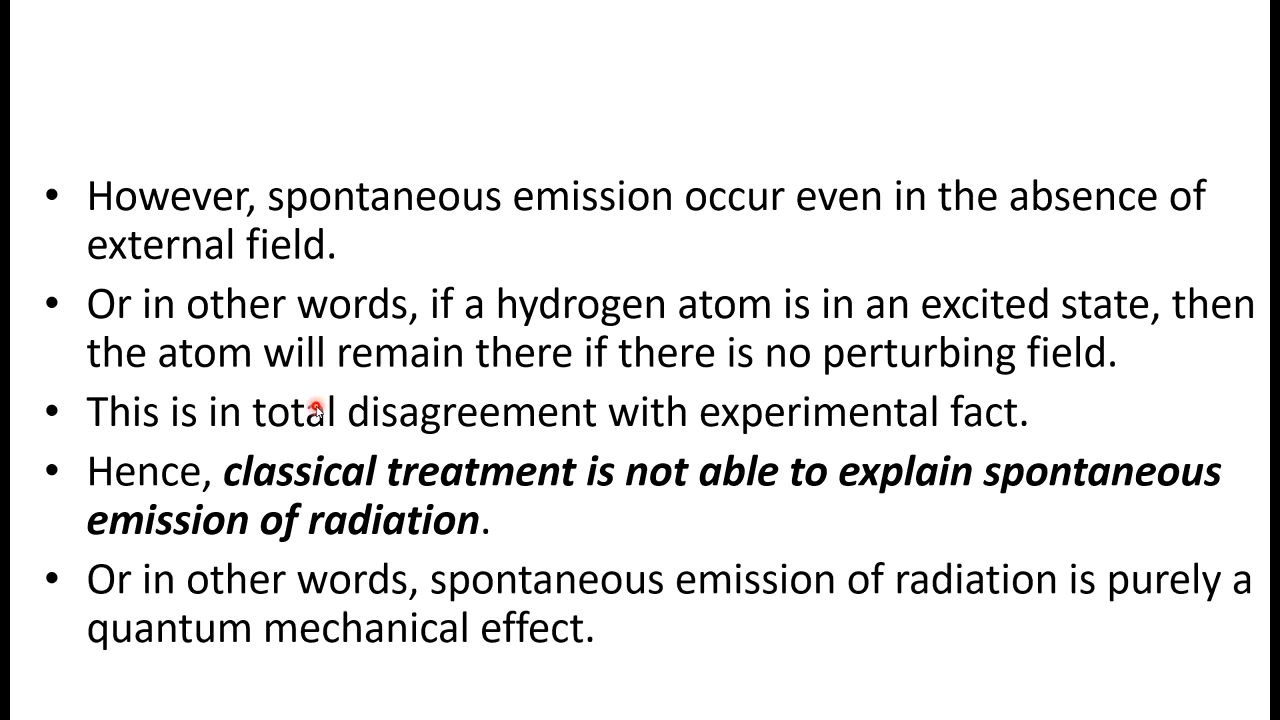 • However, spontaneous emission occur even in the absence of
external field.
• Or in other words, if a hydrogen atom is in an excited state, then
the atom will remain there if there is no perturbing field.
• This is in total disagreement with experimental fact.
• Hence, classical treatment is not able to explain spontaneous
emission of radiation.
• Or in other words, spontaneous emission of radiation is purely a
quantum mechanical effect.